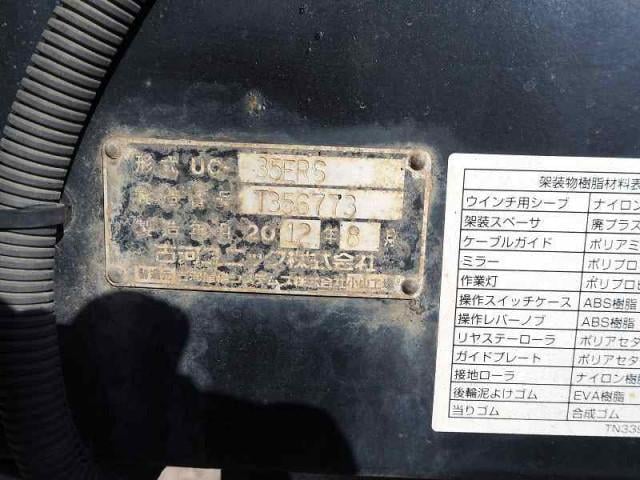 形式 UC- 35ERS
製造番号 T356773
製造年月 2012年8月
古河ユニック株式会社
架装物樹脂材料表
ウインチ用シーブ ナイロン
架装スペーサ 廃プラス
ケーブルガイド ポリアミ
ミラー ポリプロ
作業灯 ポリプロピ
操作スイッチケース ABS樹脂
操作レバーノブ ABS樹脂
リヤステーローラ ポリアセタ
ガイドプレート ポリアセタ
接地ローラ ナイロン樹
後輪泥よけゴム EVA樹脂
当りゴム 合成ゴム
TN339